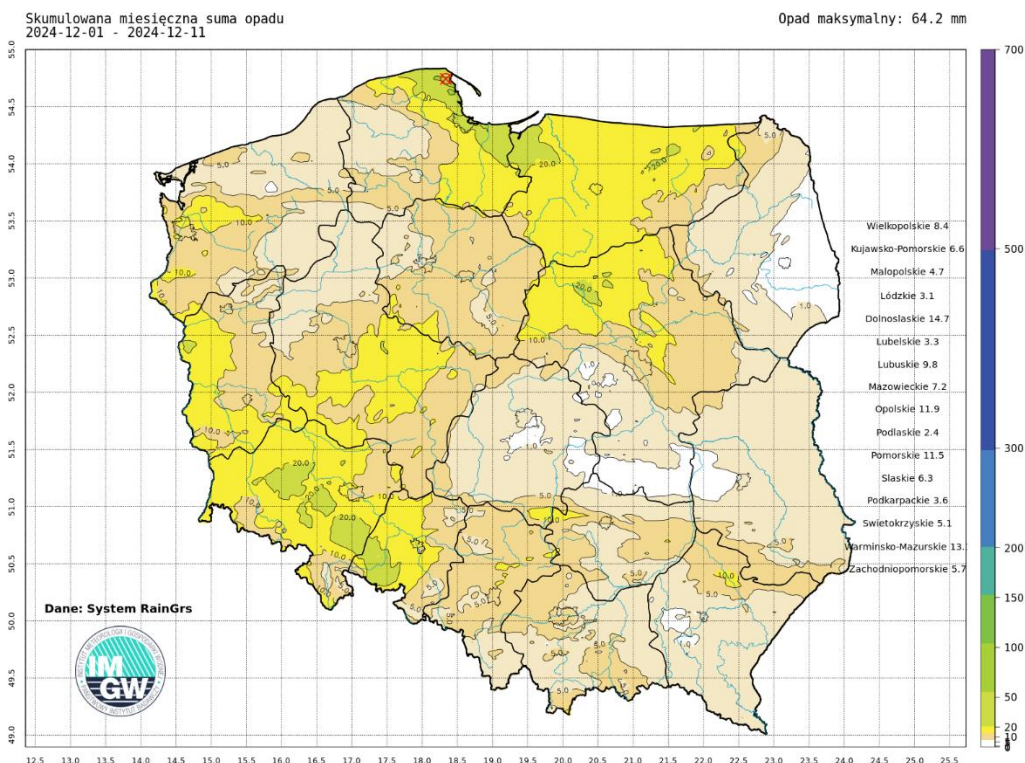 Skumulowana miesięczna suma opadu
2024-12-01 - 2024-12-11
Opad maksymalny: 64.2 mm
55.0
54.5
54.0
53.5
53.0
52.5
52.0
51.5
51.0
50.5
50.0
49.5
49.0
Wielkopolskie 8.4
Kujawsko-Pomorskie 6.6
Malopolskie 4.7
Lódzkie 3.1
Dolnoslaskie 14.7
Lubelskie 3.3
Lubuskie 9.8
Mazowieckie 7.2
Opolskie 11.9
Podlaskie 2.4
Pomorskie 11.5
Slaskie 6.3
Podkarpackie 3.6
Swietokrzyskie 5.1
Warminsko-Mazurskie 13.
Zachodniopomorskie 5.7
700
500
300
200
150
100
50
20
10
Dane: System RainGrs
IM
GW
12.5 13.0 13.5 14.0 14.5 15.0 15.5 16.0 16.5 17.0 17.5 18.0 18.5 19.0 19.5 20.0 20.5 21.0 21.5 22.0 22.5 23.0 23.5 24.0 24.5 25.0 25.5